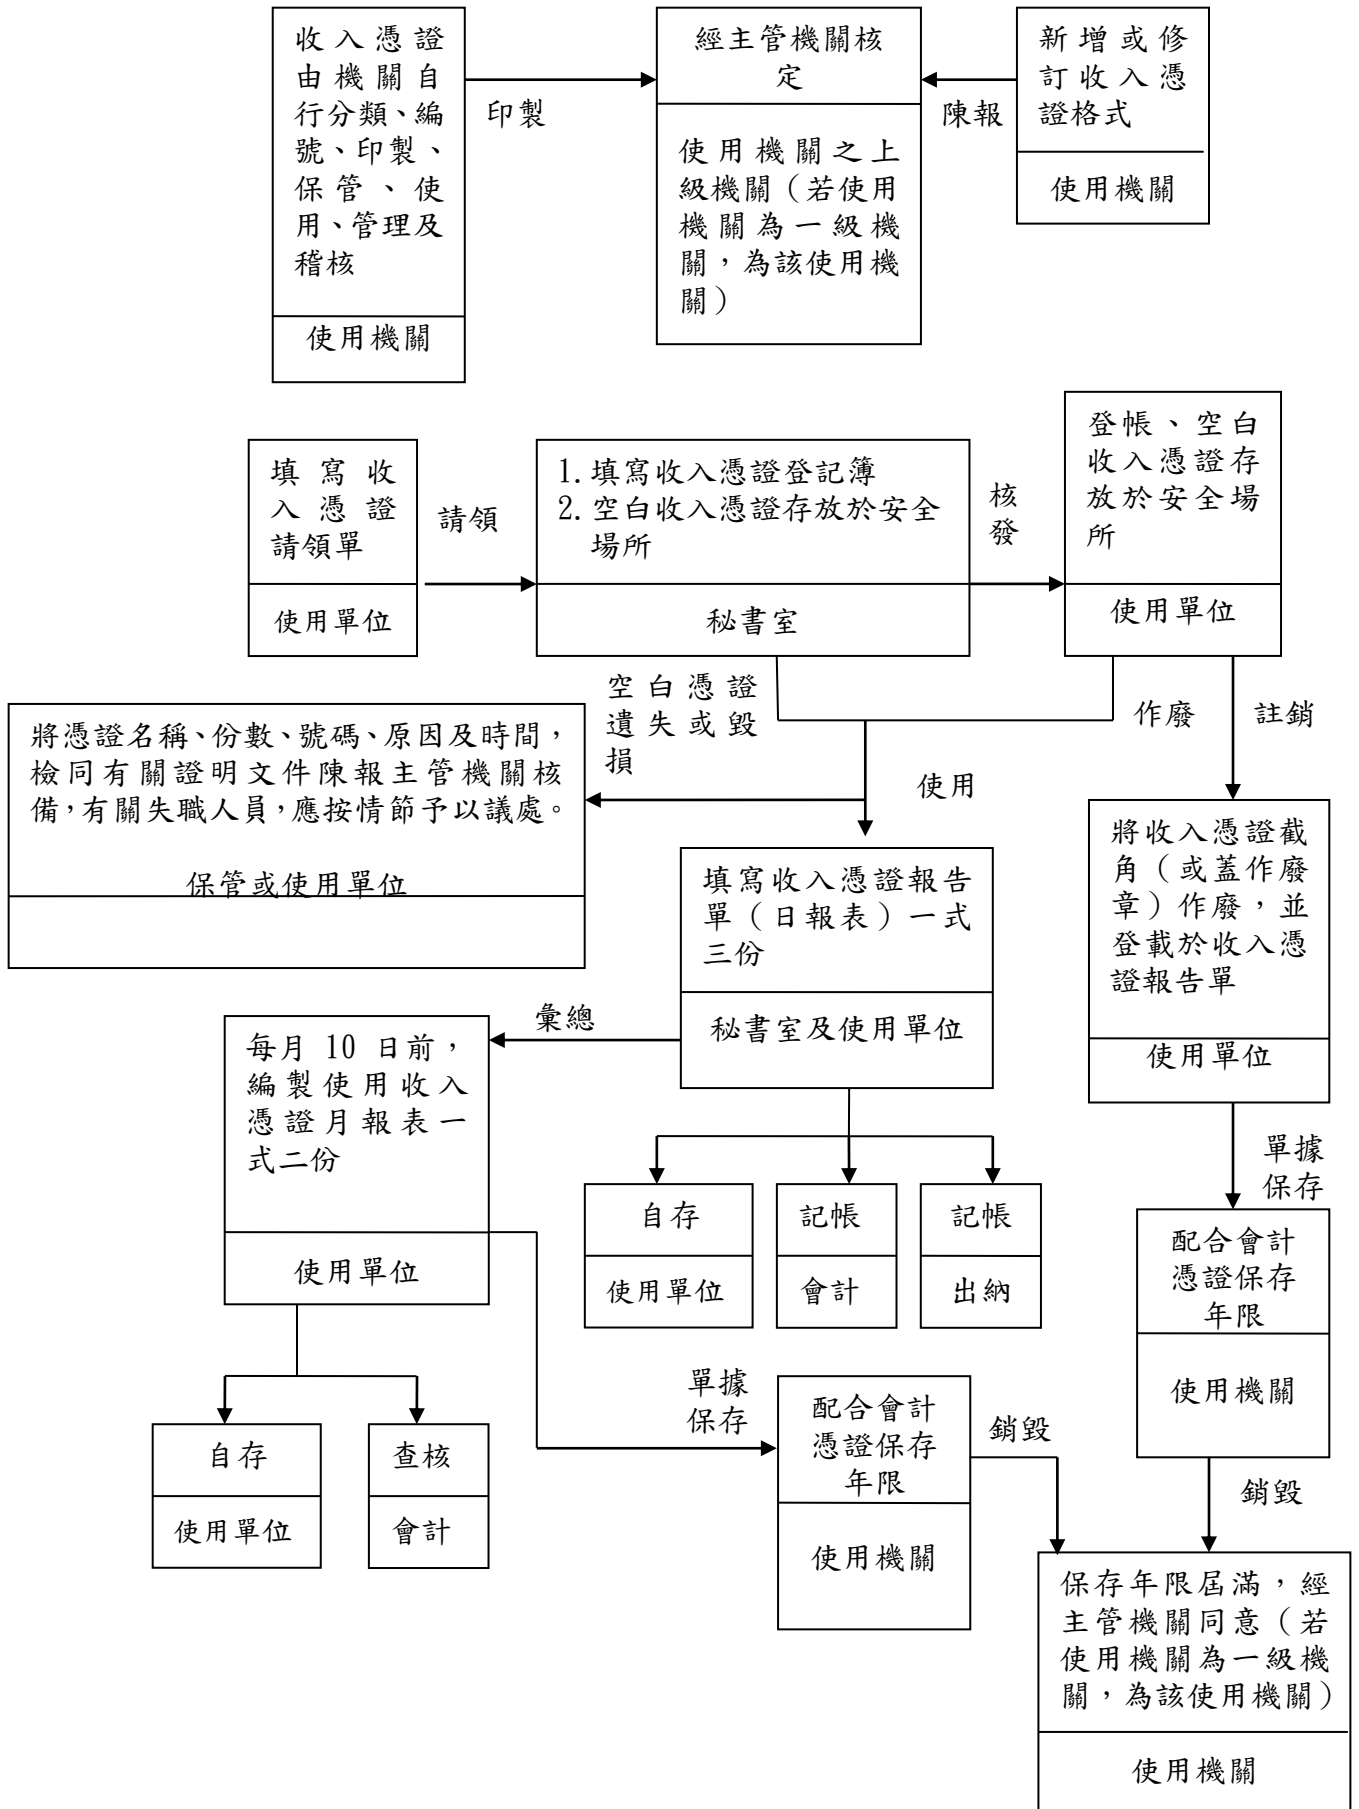 收入憑證
由機關自
行分類、編
號、印製、
保管、使
用、管理及
稽核
使用機關
印製
經主管機關核
定
使用機關之上
級機關（若使用
機關為一級機
關，為該使用機
關）
陳報
新增或修
訂收入憑
證格式
使用機關
填寫收
入憑證
請領單
使用單位
請領
1.填寫收入憑證登記簿
2.空白收入憑證存放於安全
場所
秘書室
核
發
登帳、空白
收入憑證存
放於安全場
所
使用單位
空白憑證
遺失或毀
損
作廢
註銷
使用
將憑證名稱、份數、號碼、原因及時間，
檢同有關證明文件陳報主管機關核
備，有關失職人員，應按情節予以議處。
保管或使用單位
填寫收入憑證報告
單（日報表）一式
三份
秘書室及使用單位
將收入憑證截
角（或蓋作廢
章）作廢，並
登載於收入憑
證報告單
使用單位
彙總
每月 10 日前，
編製使用收入
憑證月報表一
式二份
使用單位
自存
使用單位
記帳
會計
記帳
出納
單據
保存
配合會計
憑證保存
年限
使用機關
自存
使用單位
查核
會計
單據
保存
配合會計
憑證保存
年限
使用機關
銷毀
銷毀
保存年限屆滿，經
主管機關同意（若
使用機關為一級機
關，為該使用機關）
使用機關